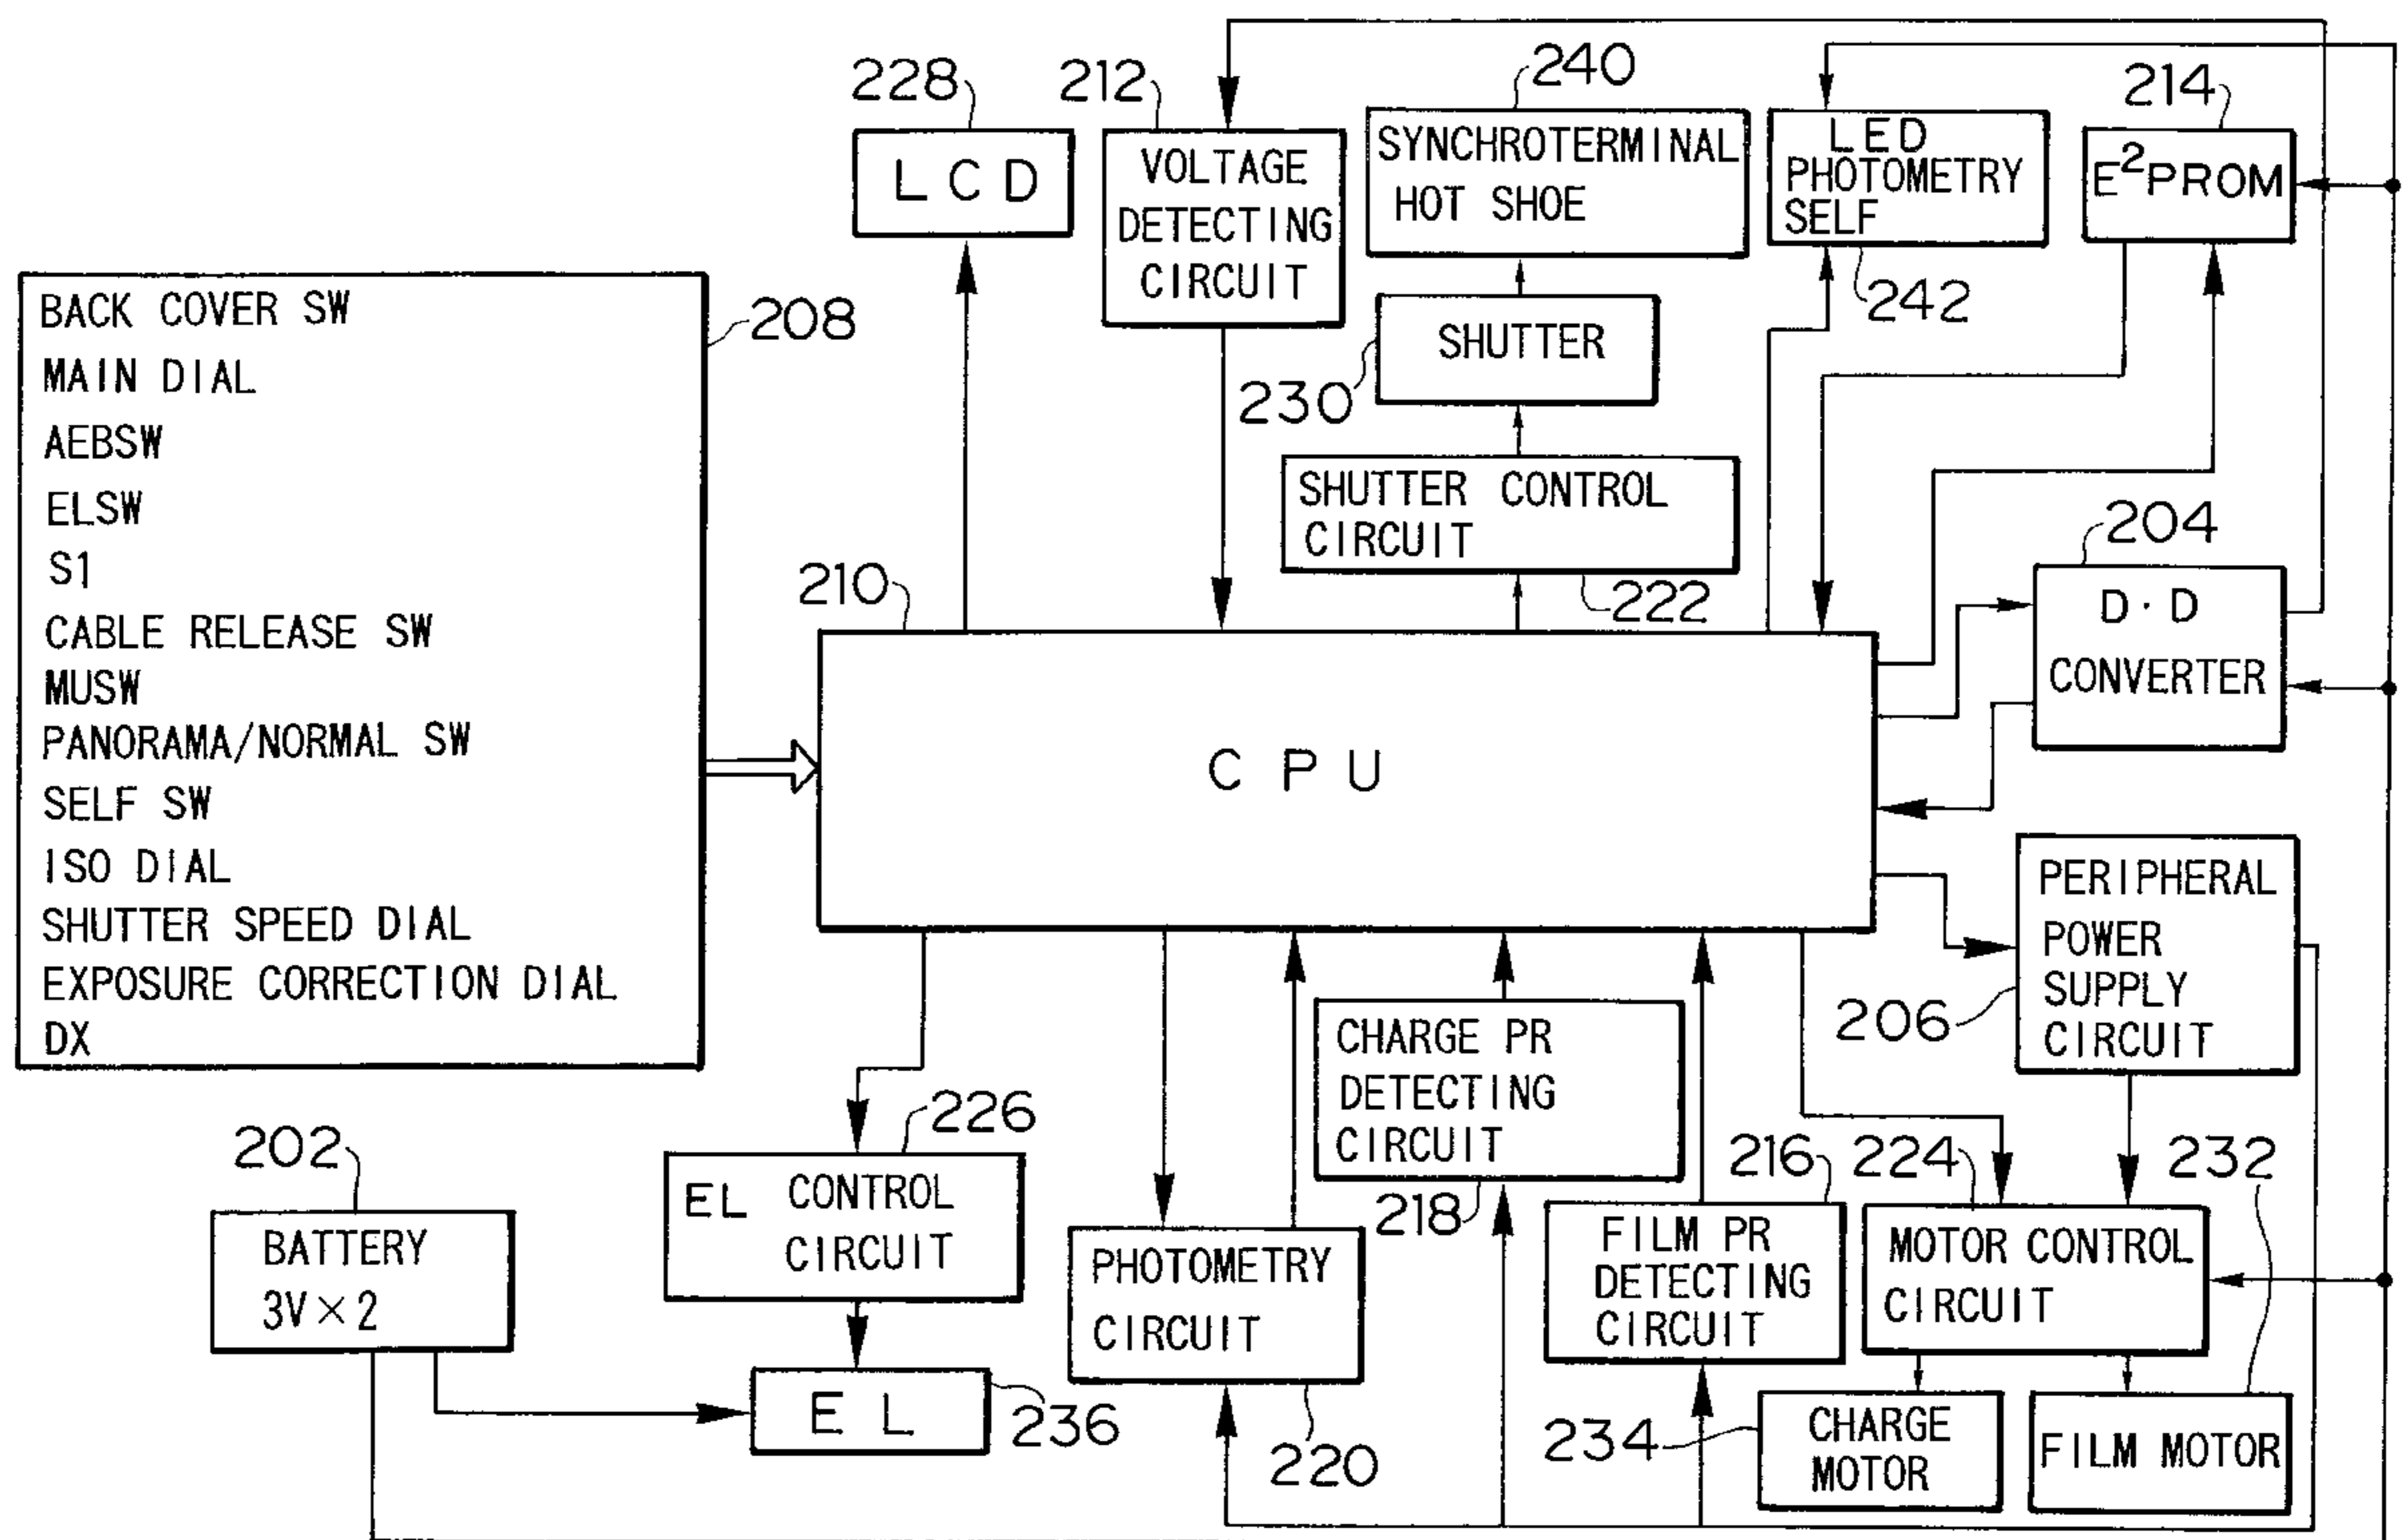 228
212
240
214
LCD
VOLTAGE
DETECTING
CIRCUIT
SYNCHROTERMINAL
HOT SHOE
LED
PHOTOMETRY
SELF
E²PROM
242
BACK COVER SW
MAIN DIAL
AEBSW
ELSW
S1
CABLE RELEASE SW
MUSW
PANORAMA/NORMAL SW
SELF SW
ISO DIAL
SHUTTER SPEED DIAL
EXPOSURE CORRECTION DIAL
DX
208
SHUTTER
230
SHUTTER CONTROL
CIRCUIT
222
204
D·D
CONVERTER
210
CPU
PERIPHERAL
POWER
SUPPLY
CIRCUIT
206
CHARGE PR
DETECTING
CIRCUIT
218
226
EL CONTROL
CIRCUIT
202
BATTERY
3V×2
EL
236
PHOTOMETRY
CIRCUIT
220
216
FILM PR
DETECTING
CIRCUIT
224
232
MOTOR CONTROL
CIRCUIT
234
CHARGE
MOTOR
FILM MOTOR